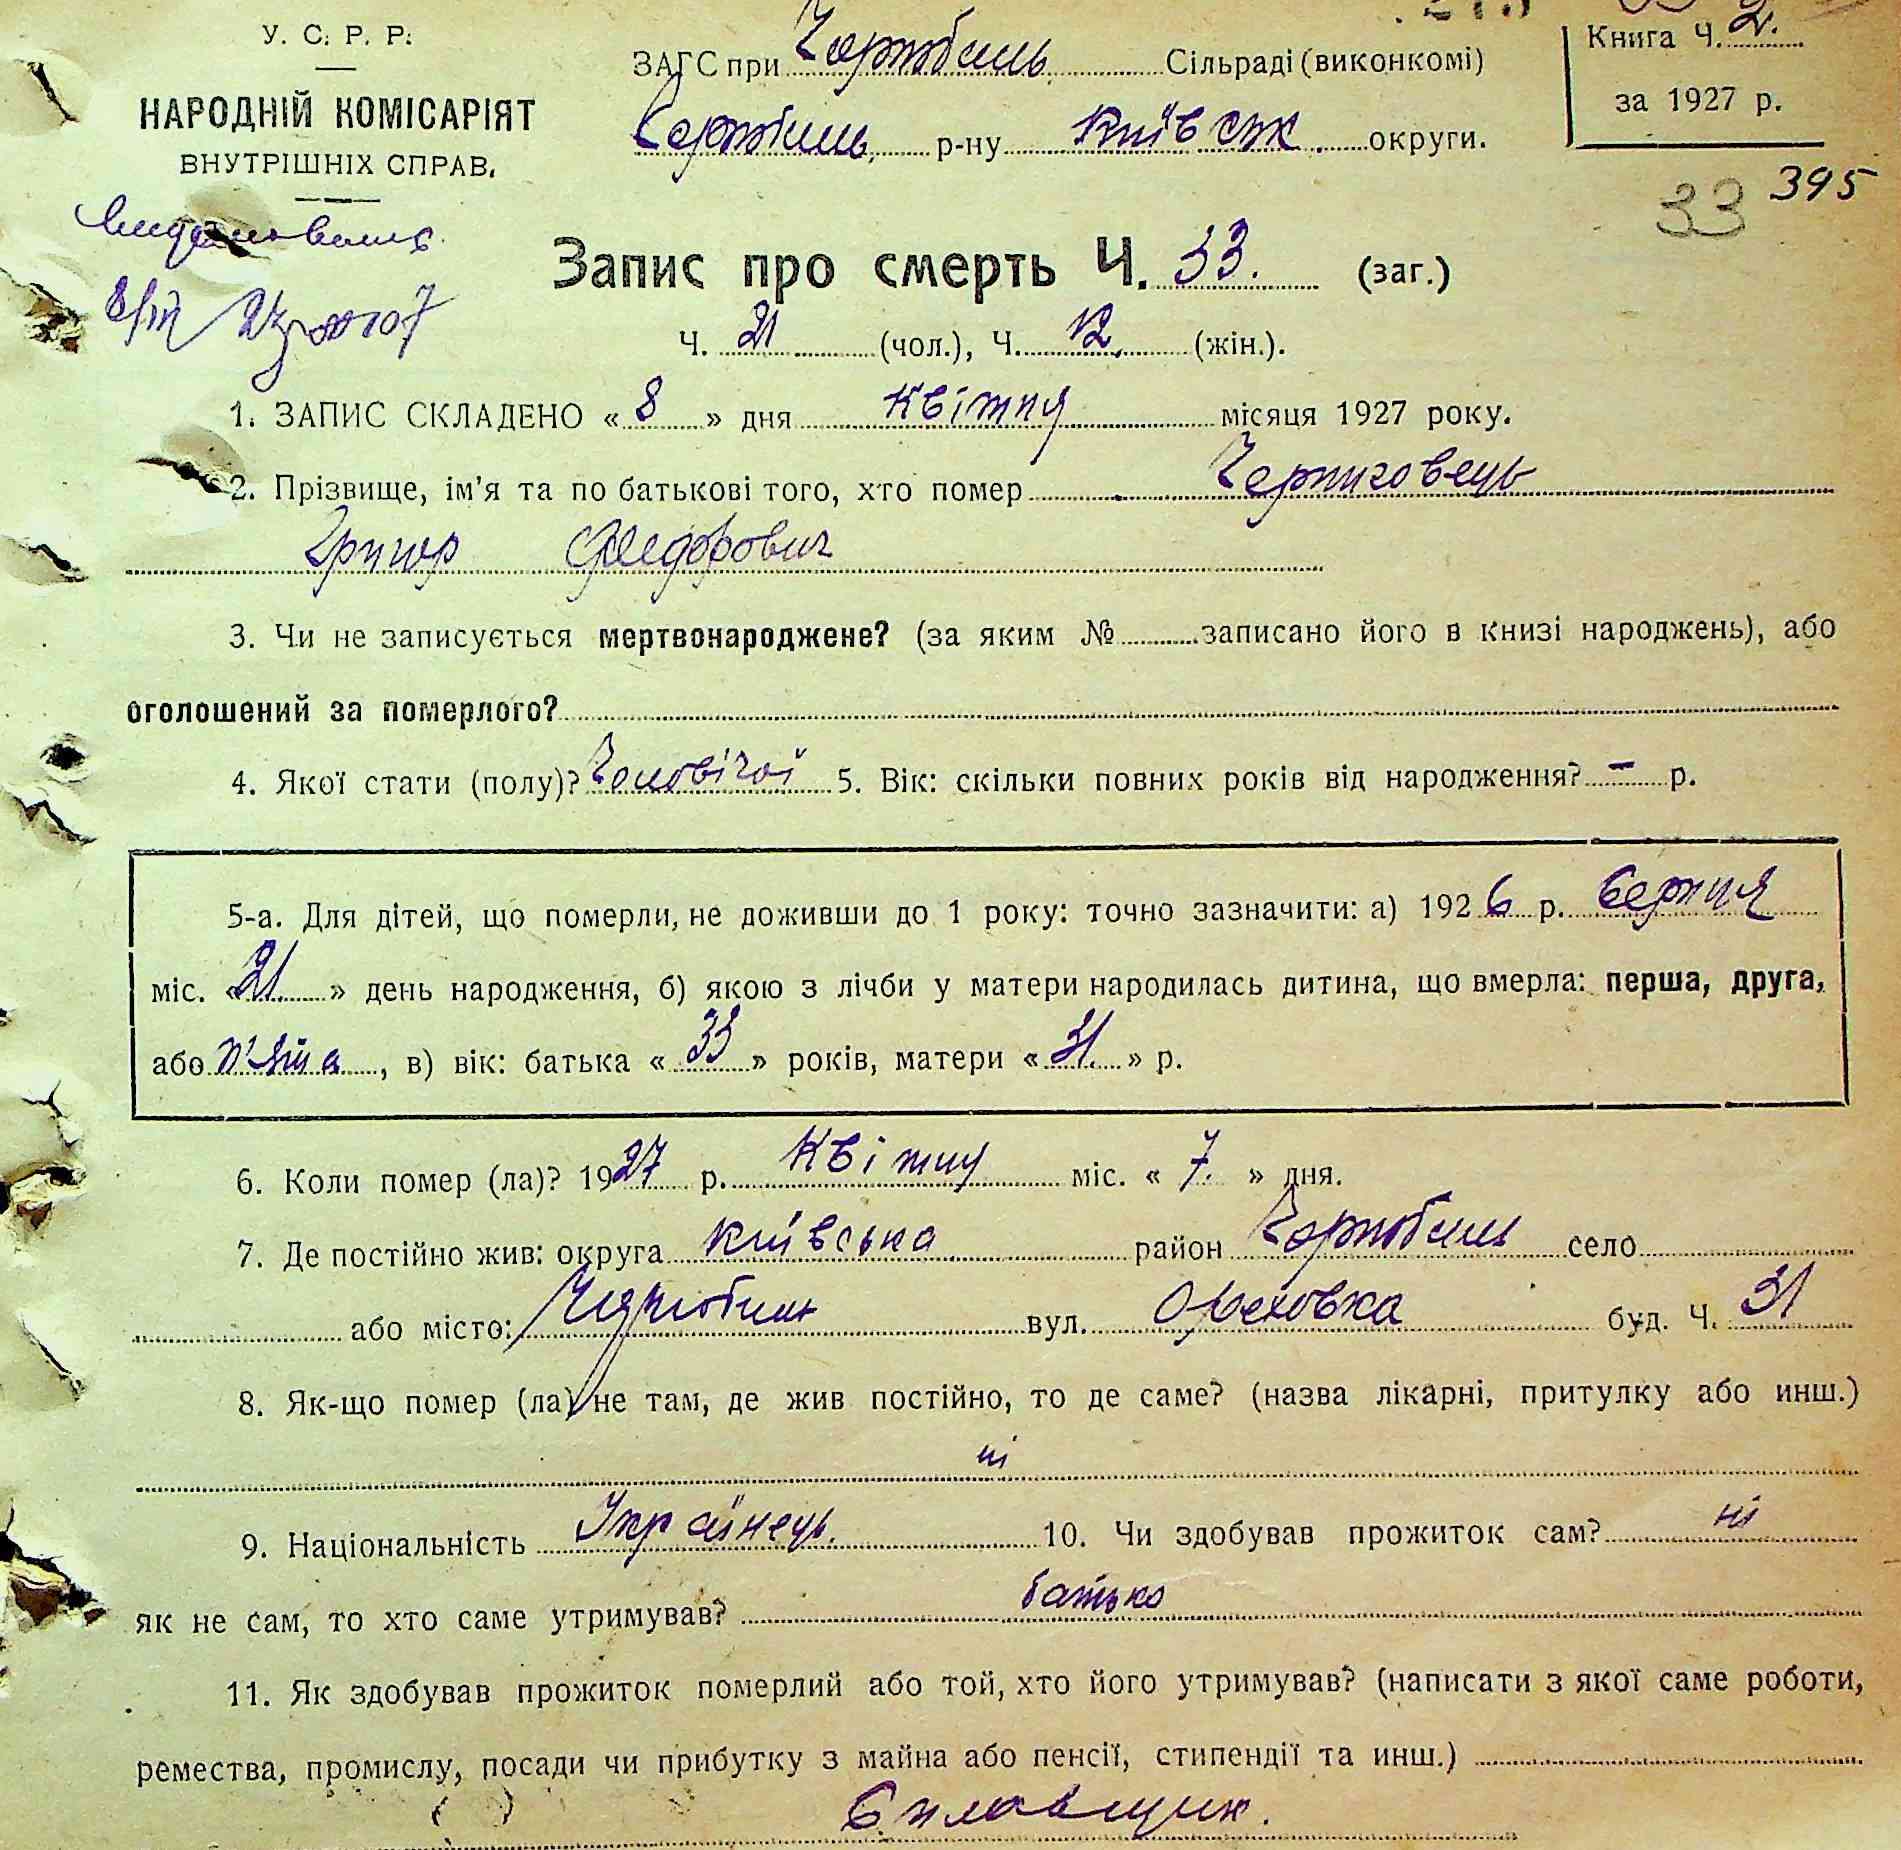 У. С. Р. Р.
НАРОДНІЙ КОМІСАРІЯТ
ВНУТРІШНІХ СПРАВ.
ЗАГС при Чорнобиль Сільраді (виконкомі)
Чорнобиль р-ну Київськ. округи.
Книга Ч. 2.
за 1927 р.
33 395
8/IV
Запис про смерть Ч. 33. (заг.)
Ч. 21 (чол.), Ч. 12. (жін.).
1. ЗАПИС СКЛАДЕНО « 8 » дня Квітня місяця 1927 року.
2. Прізвище, ім'я та по батькові того, хто помер Черниговець
Григор Федорович
3. Чи не записується мертвонароджене? (за яким № записано його в книзі народжень), або
оголошений за померлого?
4. Якої стати (полу)? Чоловічої 5. Вік: скільки повних років від народження? – р.
5-а. Для дітей, що померли, не доживши до 1 року: точно зазначити: а) 1926 р. Серпня
міс. « 21 » день народження, б) якою з лічби у матери народилась дитина, що вмерла: перша, друга,
або п'ята, в) вік: батька « 33 » років, матери « 31. » р.
6. Коли помер (ла)? 1927 р. Квітня міс. « 7. » дня.
7. Де постійно жив: округа Київська район Чорнобиль село
або місто: Чорнобиль вул. Ореховка буд. Ч. 31
8. Як-що помер (ла) не там, де жив постійно, то де саме? (назва лікарні, притулку або инш.)
ні
9. Національність Українець. 10. Чи здобував прожиток сам? ні
як не сам, то хто саме утримував? батько
11. Як здобував прожиток померлий або той, хто його утримував? (написати з якої саме роботи,
ремества, промислу, посади чи прибутку з майна або пенсії, стипендії та инш.)
Сплавщик.